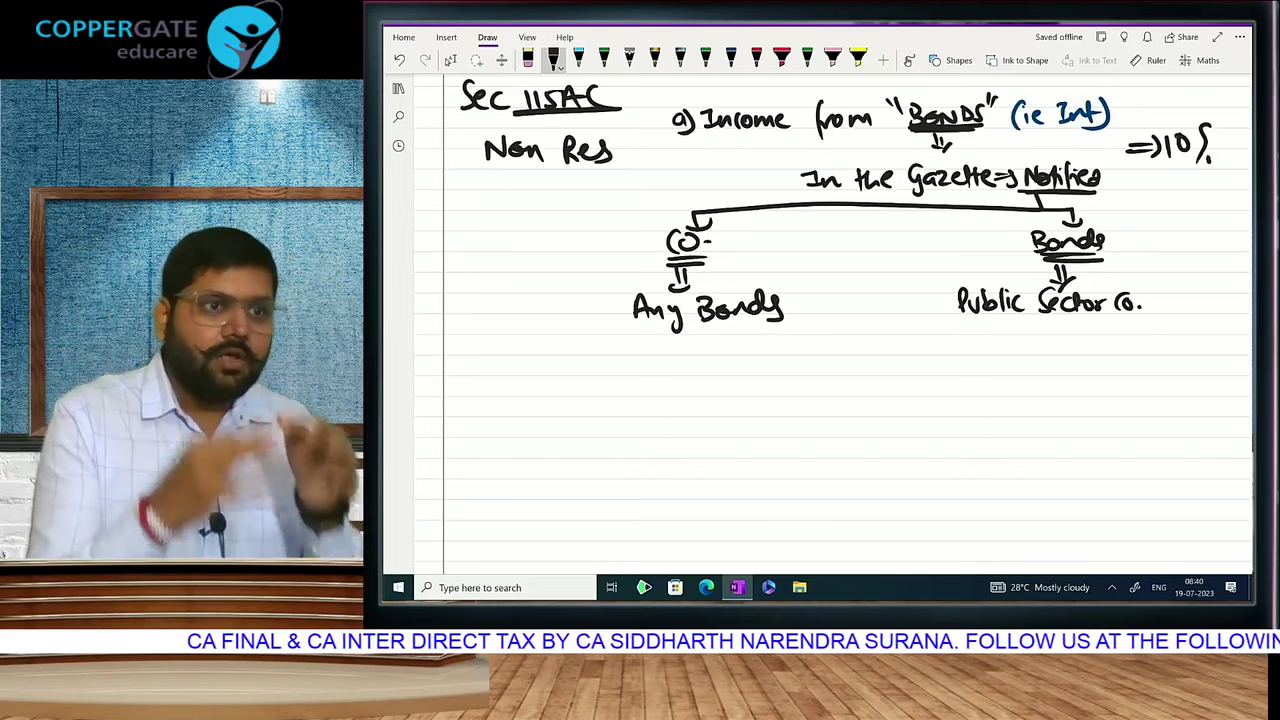 COPPERGATE
educare
Home Insert Draw View Help
Saved offline
Share
Shapes
Ink to Shape
Ink to Text
Ruler
Maths
Sec 115AC
Non Res
a) Income from "BONDS" (ie Int)
=> 10%
In the Gazette => Notified
Co.
Bonds
Any Bonds
Public Sector Co.
Type here to search
28°C Mostly cloudy
ENG
08:40
19-07-2023
CA FINAL & CA INTER DIRECT TAX BY CA SIDDHARTH NARENDRA SURANA. FOLLOW US AT THE FOLLOWIN